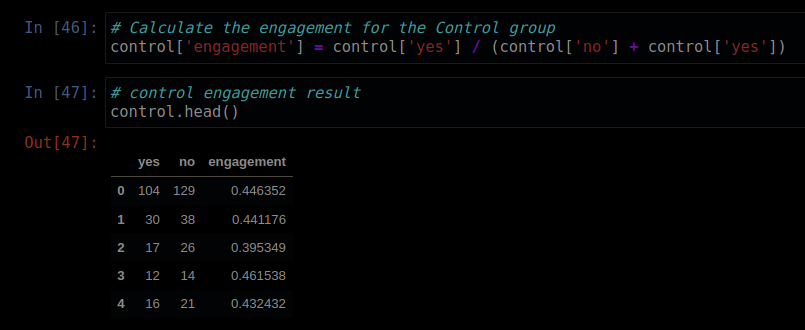 In [46]: # Calculate the engagement for the Control group
control['engagement'] = control['yes'] / (control['no'] + control['yes'])
In [47]: # control engagement result
control.head()
Out[47]:
yes no engagement
0 104 129 0.446352
1 30 38 0.441176
2 17 26 0.395349
3 12 14 0.461538
4 16 21 0.432432